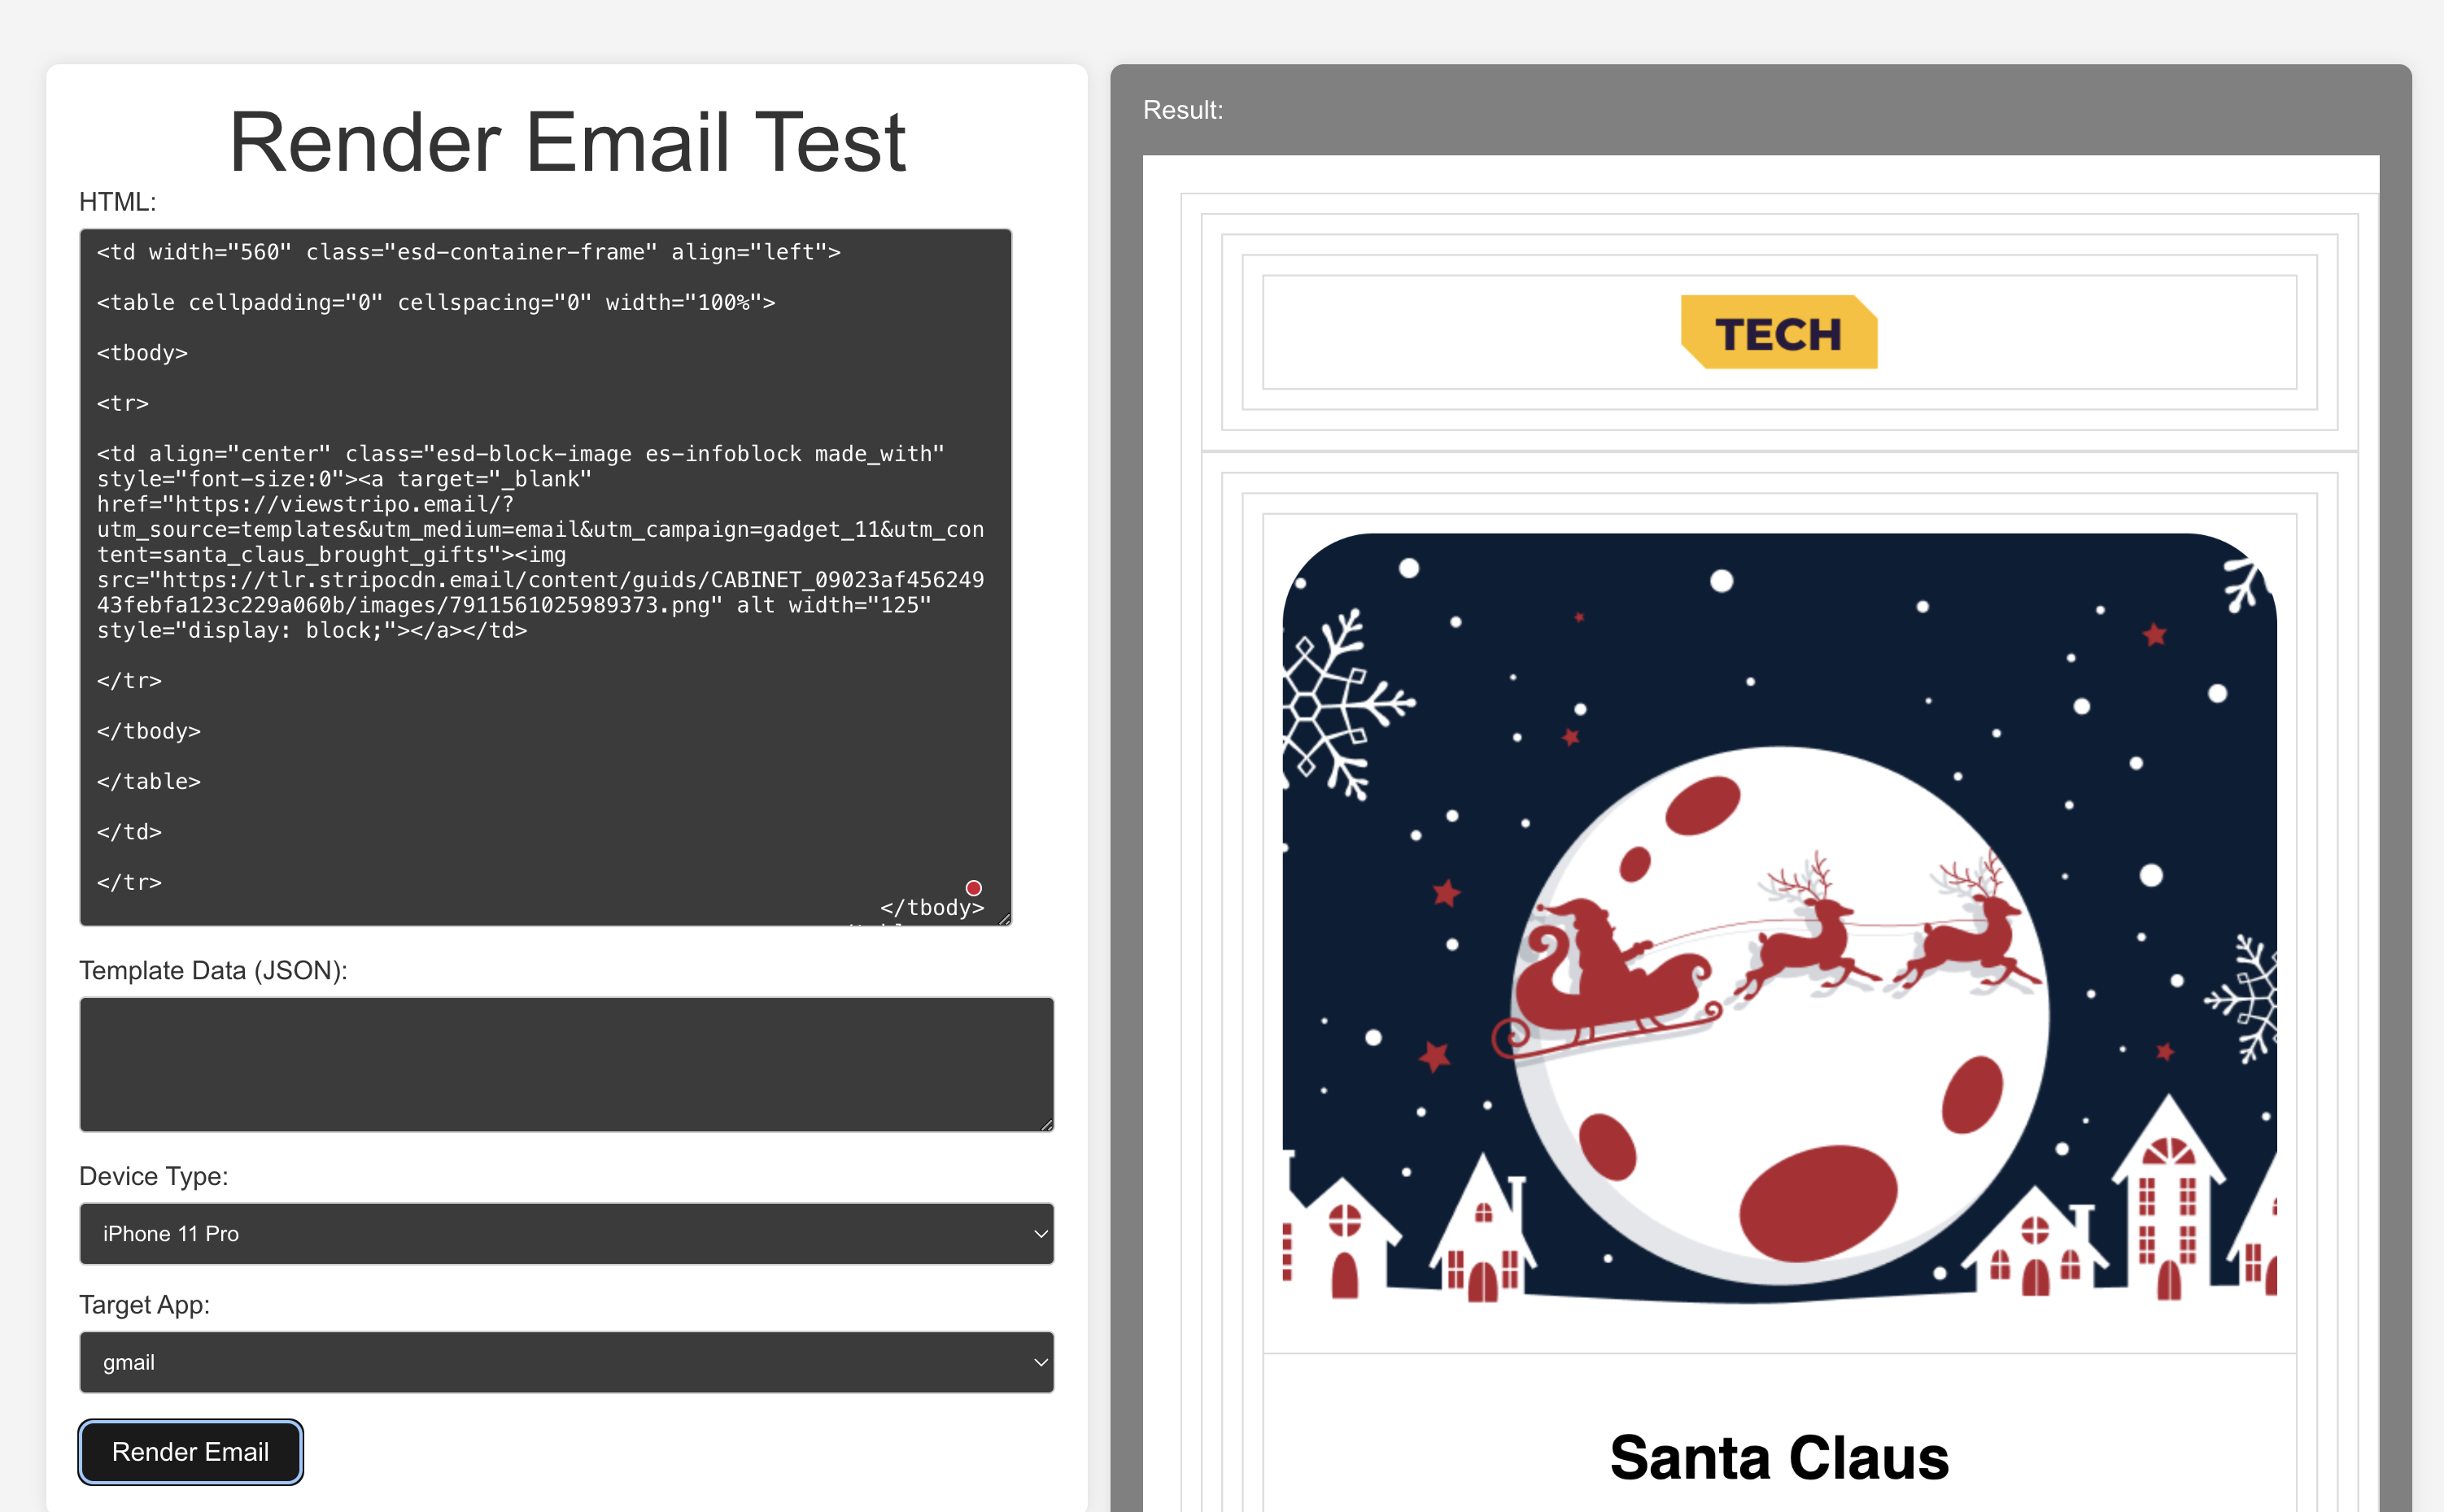 Render Email Test
HTML:
<td width="560" class="esd-container-frame" align="left">
<table cellpadding="0" cellspacing="0" width="100%">
<tbody>
<tr>
<td align="center" class="esd-block-image es-infoblock made_with"
style="font-size:0"><a target="_blank"
href="https://viewstripo.email/?
utm_source=templates&utm_medium=email&utm_campaign=gadget_11&utm_con
tent=santa_claus_brought_gifts"><img
src="https://tlr.stripocdn.email/content/guids/CABINET_09023af456249
43febfa123c229a060b/images/7911561025989373.png" alt width="125"
style="display: block;"></a></td>
</tr>
</tbody>
</table>
</td>
</tr>
</tbody>
Template Data (JSON):
Device Type:
iPhone 11 Pro
Target App:
gmail
Render Email
Result:
TECH
Santa Claus